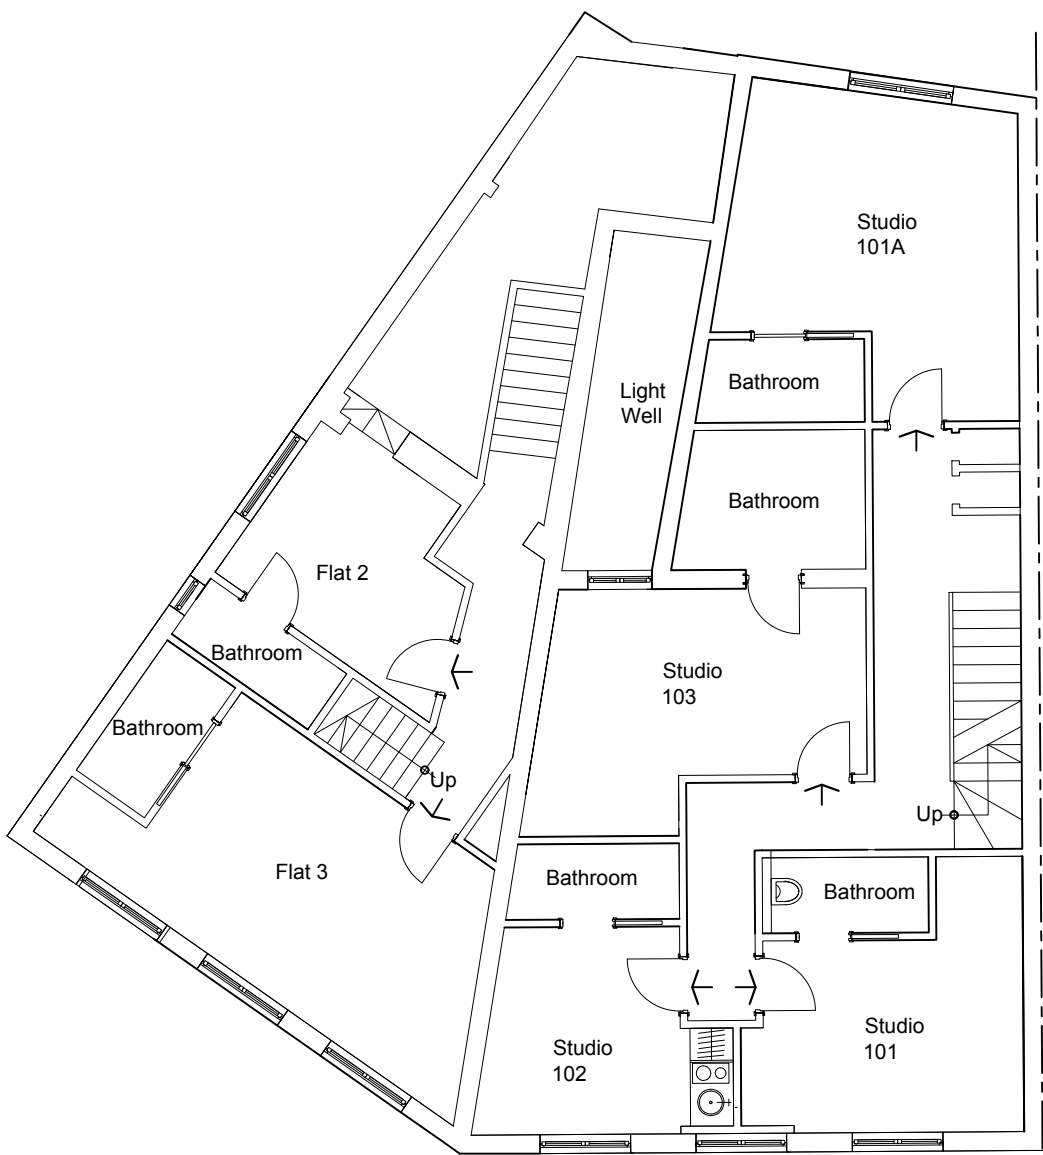 Studio
101A
Bathroom
Light
Well
Bathroom
Flat 2
Bathroom
Studio
103
Bathroom
Up
Up
Flat 3
Bathroom
Bathroom
Studio
101
Studio
102